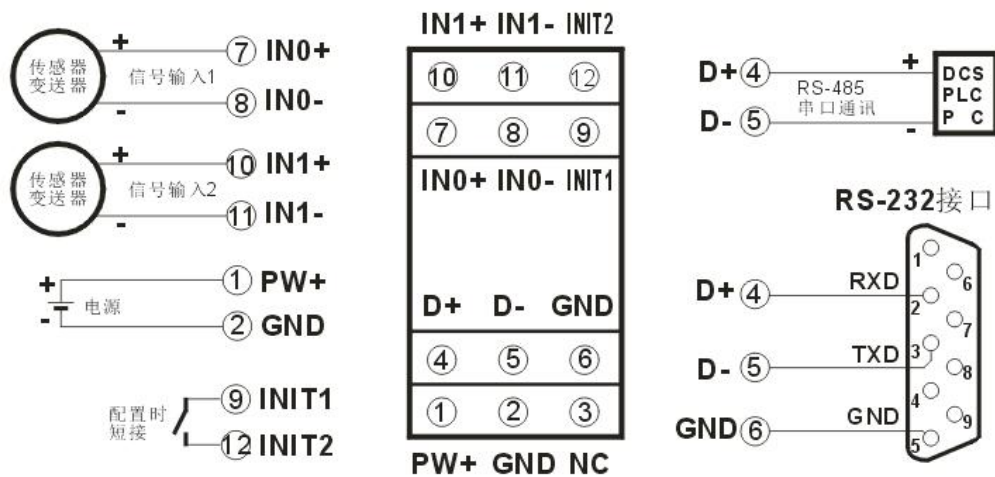 传感器
变送器
+
信号输入1
-
⑦ IN0+
⑧ IN0-
传感器
变送器
+
信号输入2
-
⑩ IN1+
⑪ IN1-
+
电源
-
① PW+
② GND
配置时
短接
⑨ INIT1
⑫ INIT2
IN1+ IN1- INIT2
⑩ ⑪ ⑫
⑦ ⑧ ⑨
IN0+ IN0- INIT1
D+ D- GND
④ ⑤ ⑥
① ② ③
PW+ GND NC
D+ ④
D- ⑤
RS-485
串口通讯
+
-
DCS
PLC
P C
RS-232接口
D+ ④ RXD
D- ⑤ TXD
GND ⑥ GND
1
6
2
7
3
8
4
9
5